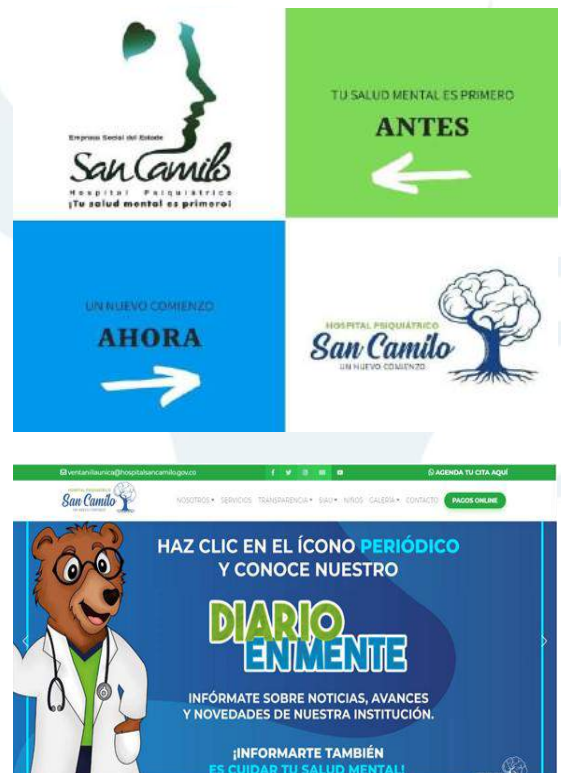 Empresa Social del Estado
San Camilo
Hospital Psiquiátrico
¡Tu salud mental es primero!
TU SALUD MENTAL ES PRIMERO
ANTES
UN NUEVO COMIENZO
AHORA
HOSPITAL PSIQUIÁTRICO
San Camilo
UN NUEVO COMIENZO
ventanillaunica@hospitalsancamilo.gov.co
AGENDA TU CITA AQUÍ
San Camilo
NOSOTROS SERVICIOS TRANSPARENCIA SIAU NIÑOS GALERÍA CONTACTO PAGOS ONLINE
HAZ CLIC EN EL ÍCONO PERIÓDICO
Y CONOCE NUESTRO
DIARIO
EN MENTE
INFÓRMATE SOBRE NOTICIAS, AVANCES
Y NOVEDADES DE NUESTRA INSTITUCIÓN.
¡INFORMARTE TAMBIÉN
ES CUIDAR TU SALUD MENTAL!